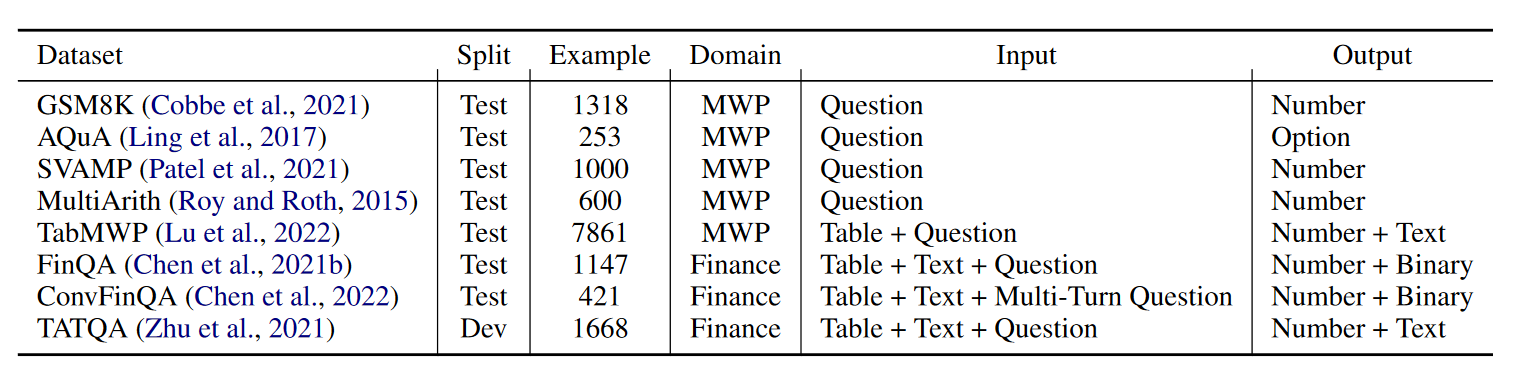 Dataset Split Example Domain Input Output
GSM8K (Cobbe et al., 2021) Test 1318 MWP Question Number
AQuA (Ling et al., 2017) Test 253 MWP Question Option
SVAMP (Patel et al., 2021) Test 1000 MWP Question Number
MultiArith (Roy and Roth, 2015) Test 600 MWP Question Number
TabMWP (Lu et al., 2022) Test 7861 MWP Table + Question Number + Text
FinQA (Chen et al., 2021b) Test 1147 Finance Table + Text + Question Number + Binary
ConvFinQA (Chen et al., 2022) Test 421 Finance Table + Text + Multi-Turn Question Number + Binary
TATQA (Zhu et al., 2021) Dev 1668 Finance Table + Text + Question Number + Text